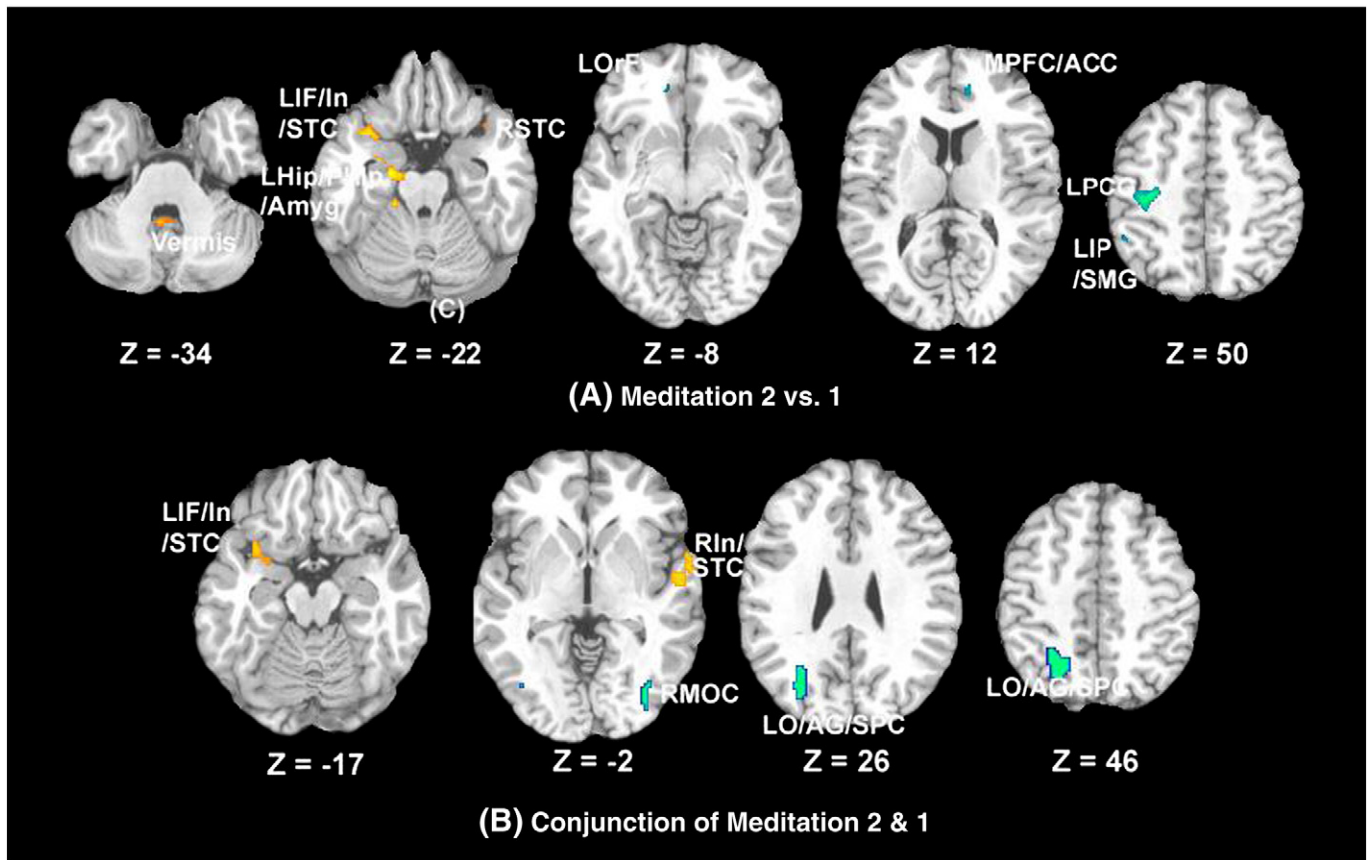 LOrF
MPFC/ACC
LIF/In
/STC
RSTC
LHip/PHip
/Amyg
LPCG
Vermis
LIP
/SMG
(C)
Z = -34
Z = -22
Z = -8
Z = 12
Z = 50
(A) Meditation 2 vs. 1
LIF/In
/STC
RIn/
STC
RMOC
LO/AG/SPC
LO/AG/SPC
Z = -17
Z = -2
Z = 26
Z = 46
(B) Conjunction of Meditation 2 & 1